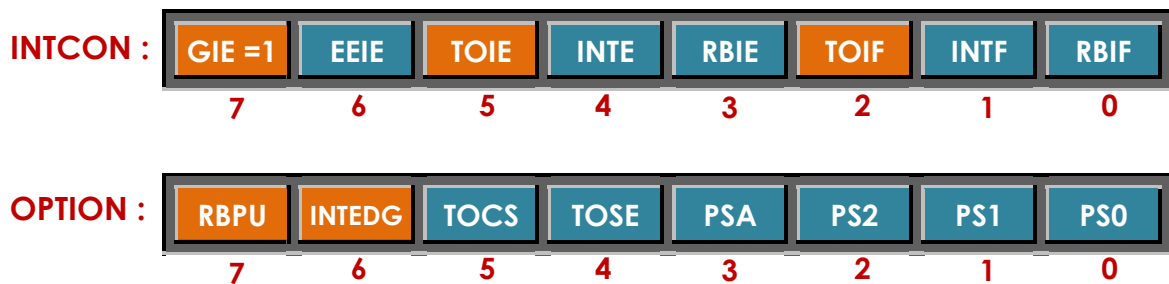 INTCON : GIE =1 EEIE TOIE INTE RBIE TOIF INTF RBIF
7 6 5 4 3 2 1 0
OPTION : RBPU INTEDG TOCS TOSE PSA PS2 PS1 PS0
7 6 5 4 3 2 1 0